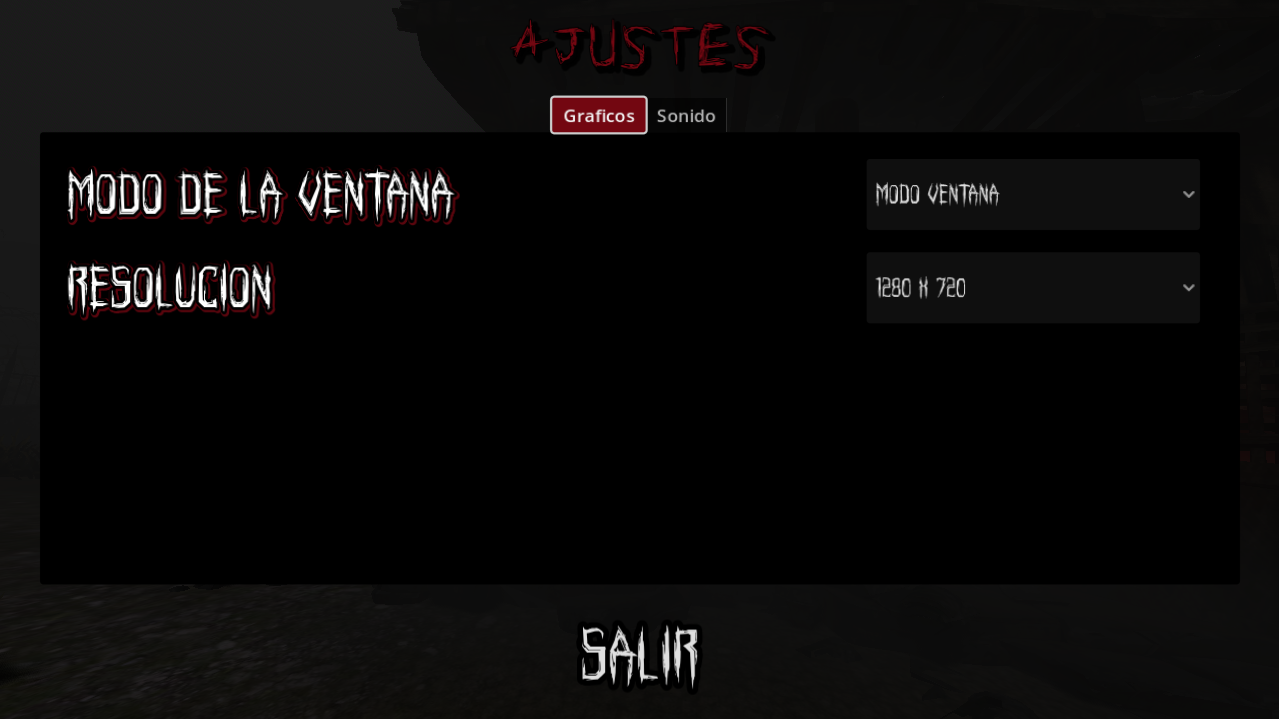 AJUSTES
Graficos Sonido
MODO DE LA VENTANA MODO VENTANA
RESOLUCION 1280 X 720
SALIR